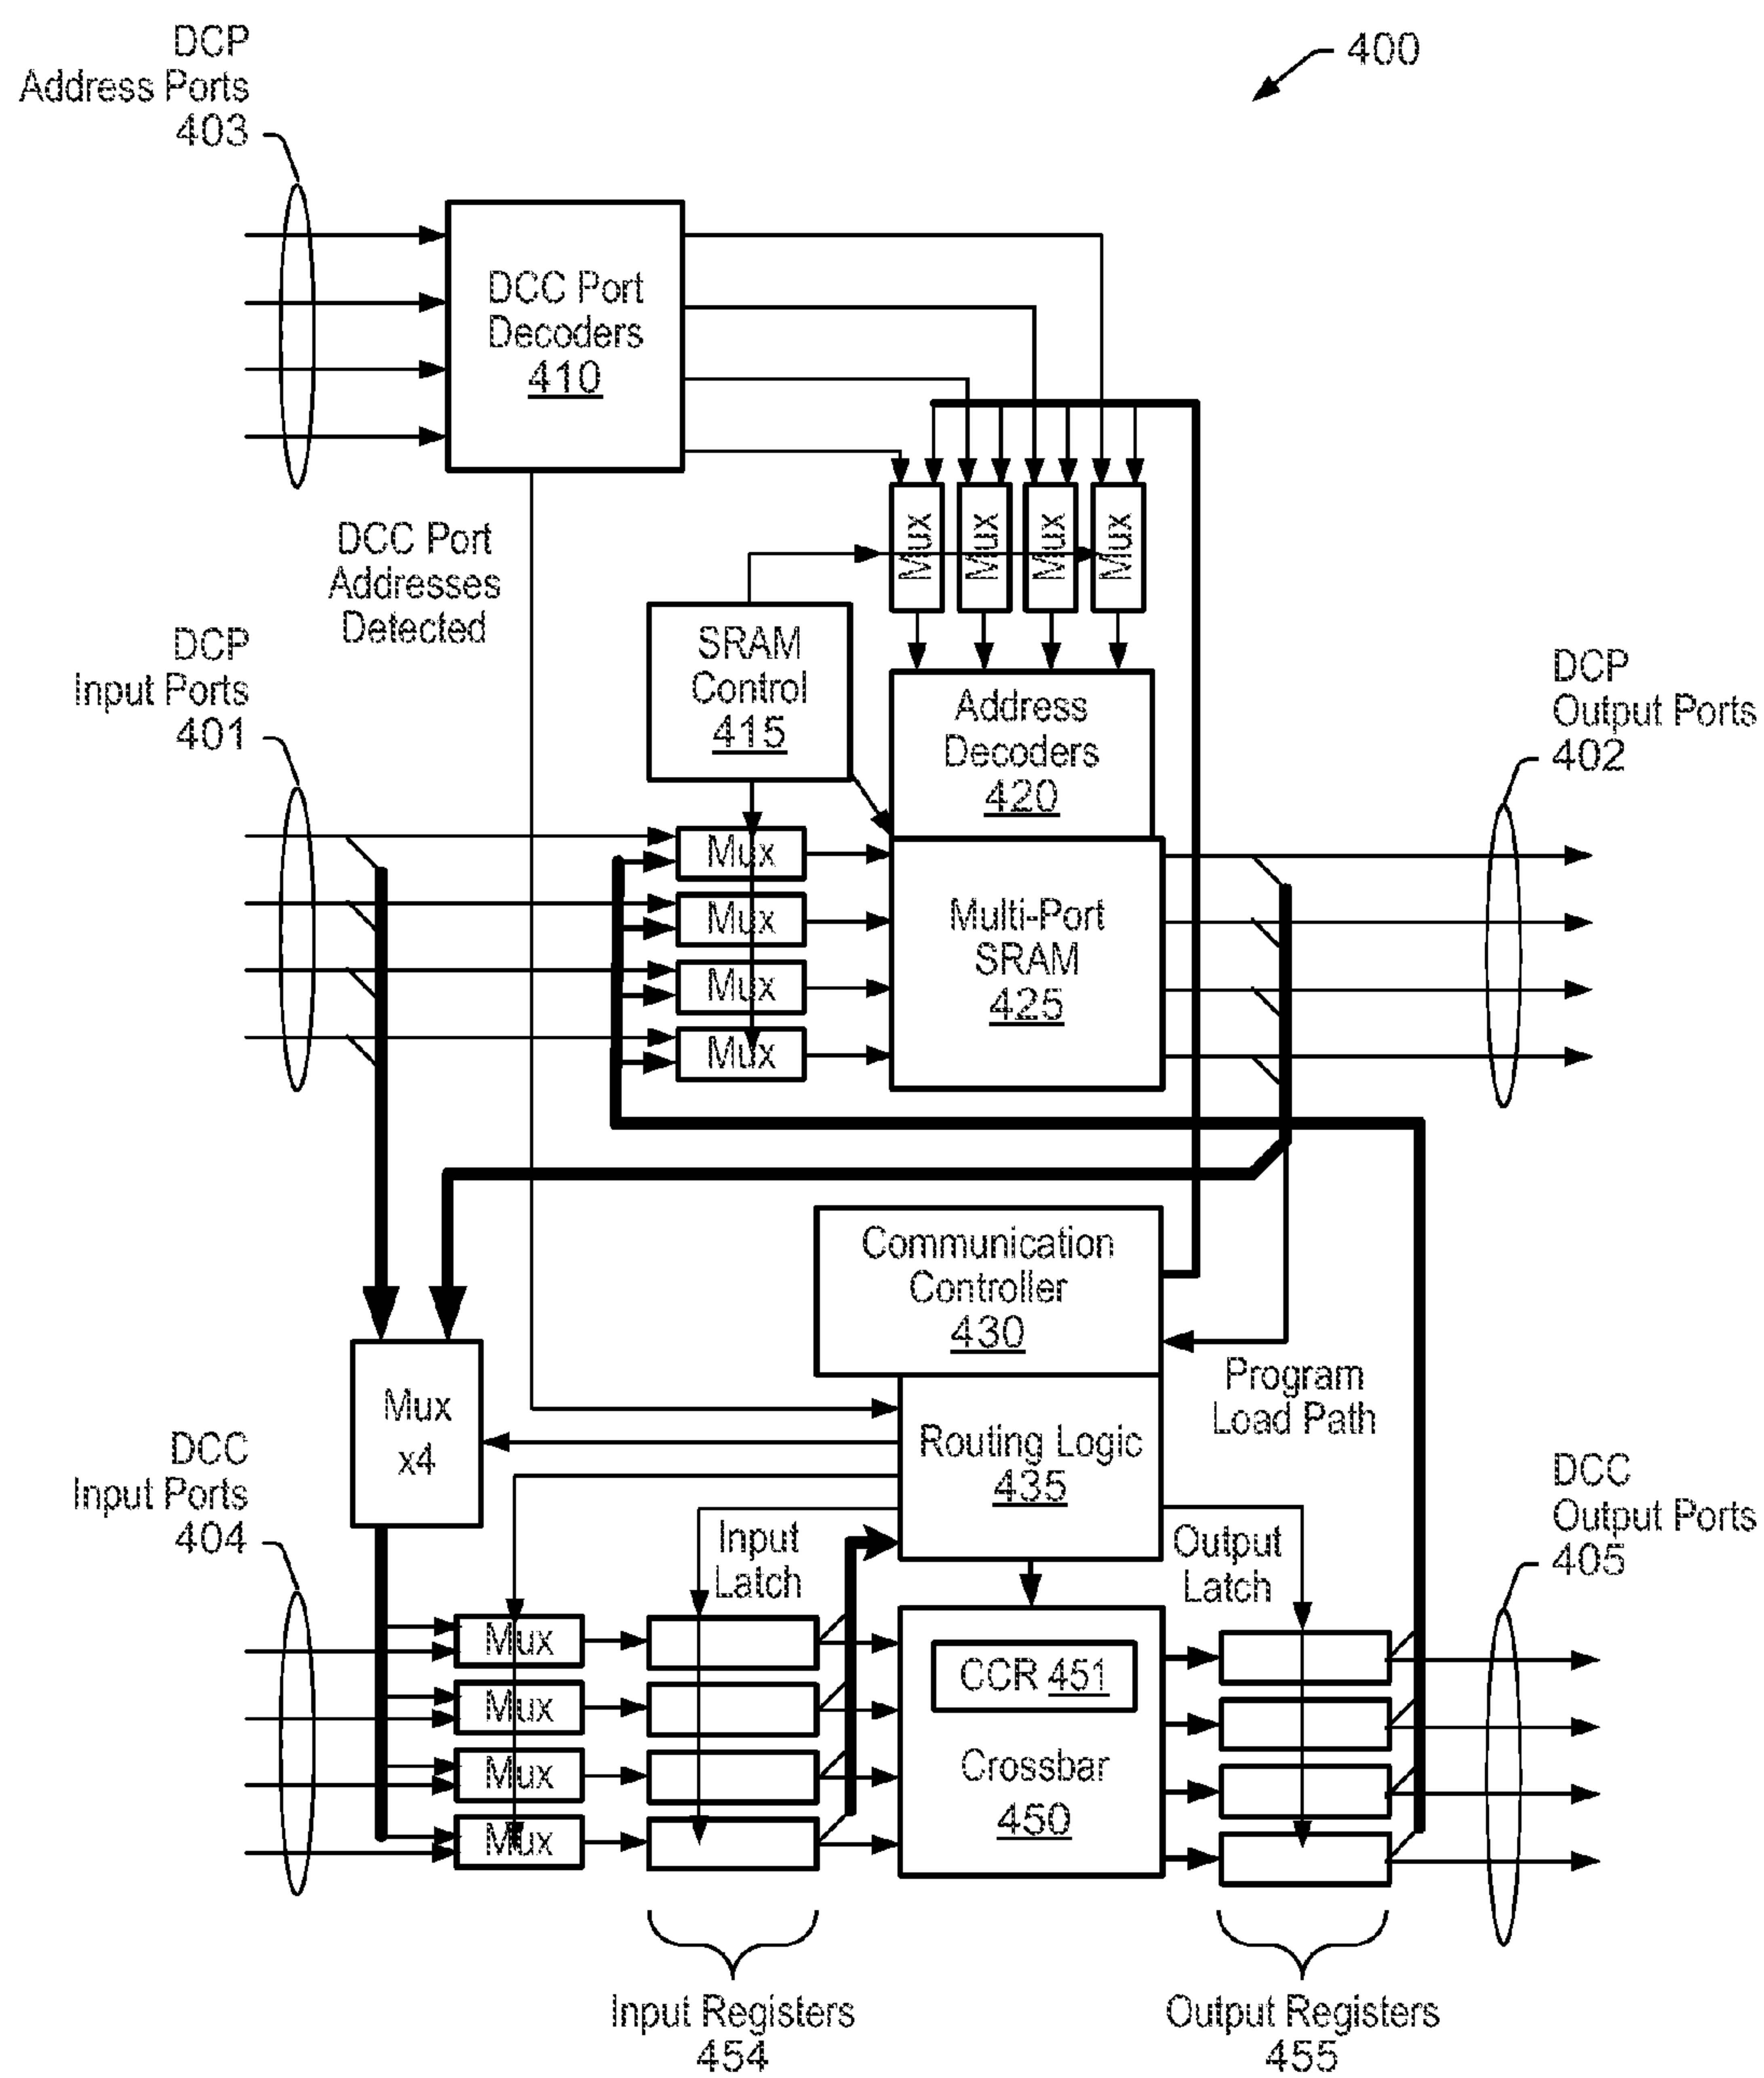 400
DCP
Address Ports
403
DCC Port
Decoders
410
DCC Port
Addresses
Detected
Mux
Mux
Mux
Mux
SRAM
Control
415
Address
Decoders
420
DCP
Input Ports
401
DCP
Output Ports
402
Mux
Mux
Mux
Mux
Multi-Port
SRAM
425
Communication
Controller
430
Program
Load Path
Mux
x4
Routing Logic
435
DCC
Input Ports
404
DCC
Output Ports
405
Input
Latch
Output
Latch
Mux
Mux
Mux
Mux
CCR 451
Crossbar
450
Input Registers
454
Output Registers
455